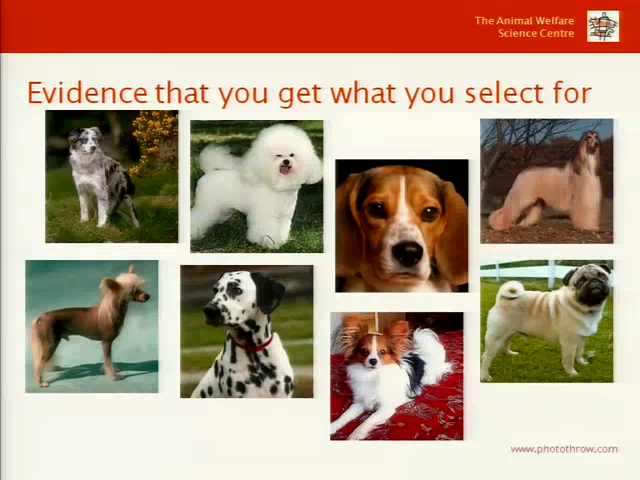 The Animal Welfare
Science Centre
Evidence that you get what you select for
www.photothrow.com